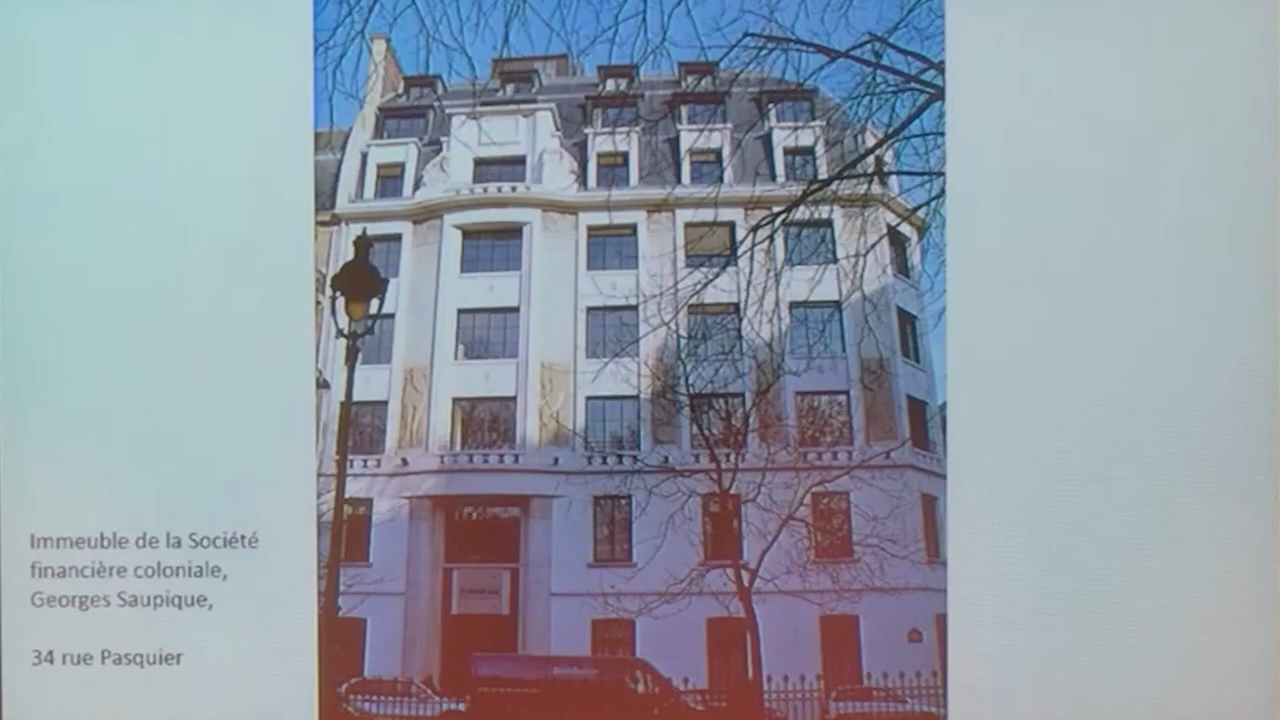 Immeuble de la Société
financière coloniale,
Georges Saupique,
34 rue Pasquier